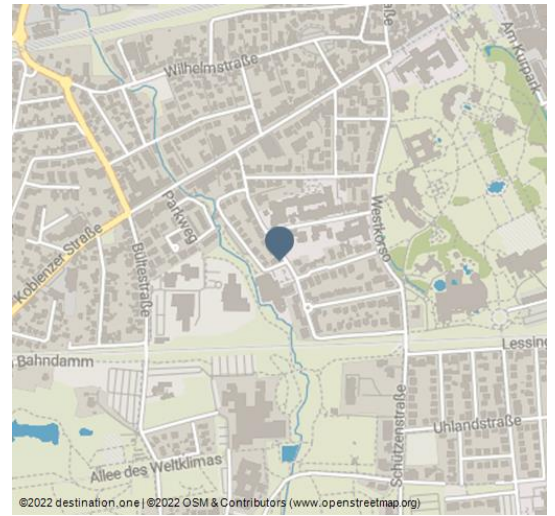 Am Kurpark
Wilhelmstraße
Westkorso
Parkweg
Koblenzer Straße
Bültestraße
Bahndamm
Lessing
Schützenstraße
Uhlandstraße
Allee des Weltklimas
©2022 destination.one | ©2022 OSM & Contributors (www.openstreetmap.org)